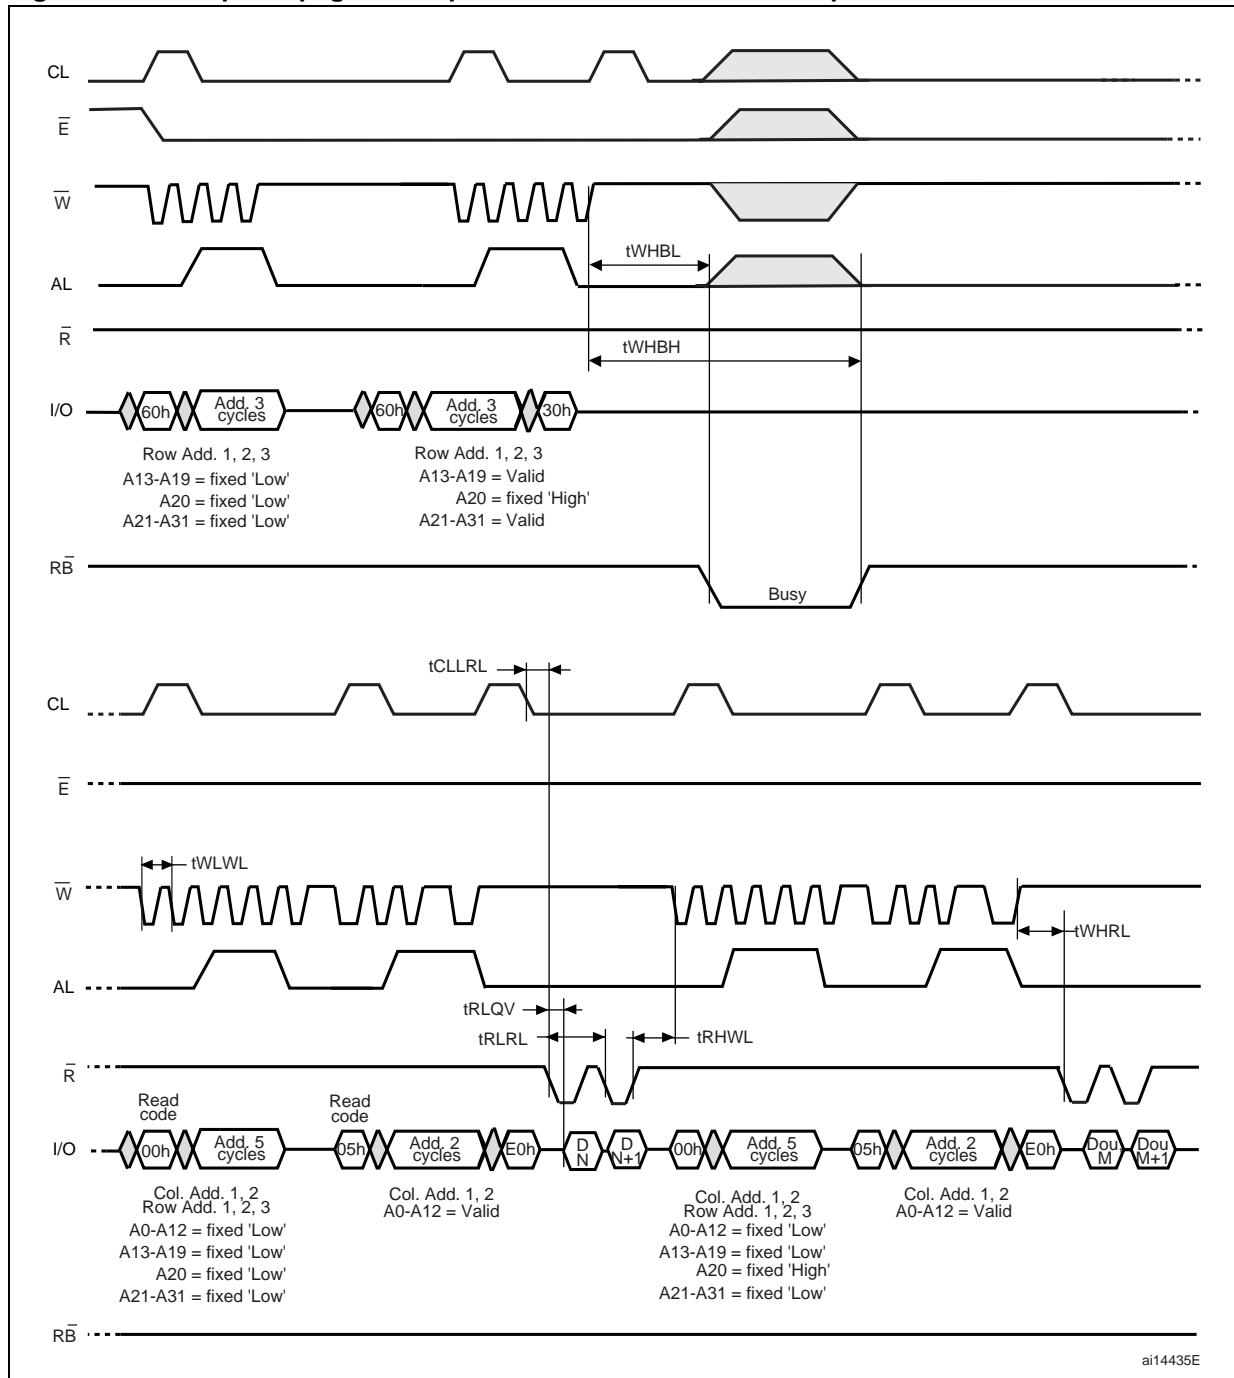 CL
E
W
tWHBL
AL
R
tWHBH
I/O 60h Add. 3 cycles 60h Add. 3 cycles 30h
Row Add. 1, 2, 3 Row Add. 1, 2, 3
A13-A19 = fixed 'Low' A13-A19 = Valid
A20 = fixed 'Low' A20 = fixed 'High'
A21-A31 = fixed 'Low' A21-A31 = Valid
RB
Busy
tCLLRL
CL
E
tWLWL
W
tWHRL
AL
tRLQV
tRLRL tRHWL
R
Read code Read code
I/O 00h Add. 5 cycles 05h Add. 2 cycles E0h D N D N+1 00h Add. 5 cycles 05h Add. 2 cycles E0h Dou M Dou M+1
Col. Add. 1, 2 Col. Add. 1, 2 Col. Add. 1, 2 Col. Add. 1, 2
Row Add. 1, 2, 3 A0-A12 = Valid Row Add. 1, 2, 3 A0-A12 = Valid
A0-A12 = fixed 'Low' A0-A12 = fixed 'Low'
A13-A19 = fixed 'Low' A13-A19 = fixed 'Low'
A20 = fixed 'Low' A20 = fixed 'High'
A21-A31 = fixed 'Low' A21-A31 = fixed 'Low'
RB
ai14435E